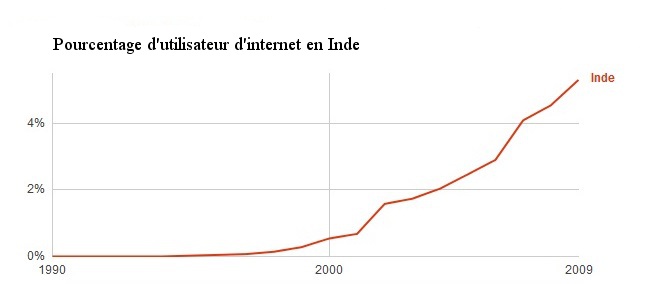 Pourcentage d'utilisateur d'internet en Inde
Inde
4%
2%
0%
1990 2000 2009